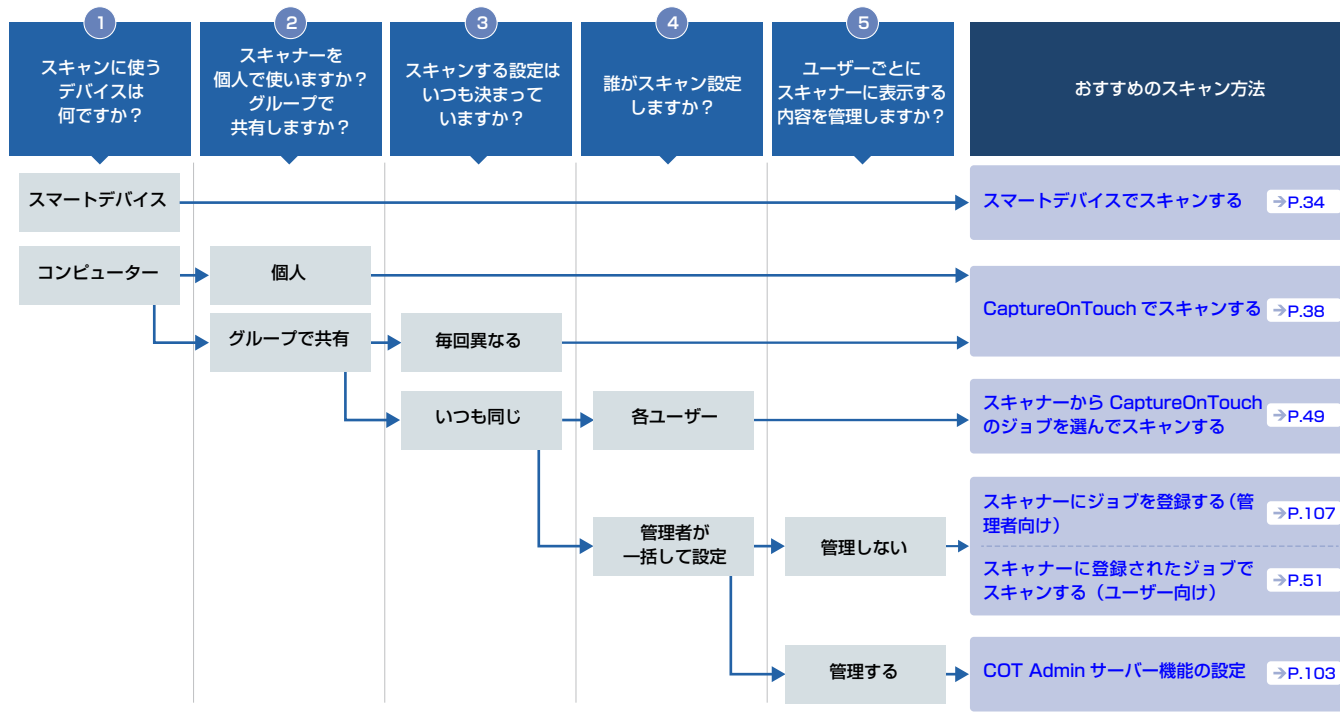 1
スキャンに使う
デバイスは
何ですか？
2
スキャナーを
個人で使いますか？
グループで
共有しますか？
3
スキャンする設定は
いつも決まって
いますか？
4
誰がスキャン設定
しますか？
5
ユーザーごとに
スキャナーに表示する
内容を管理しますか？
おすすめのスキャン方法
スマートデバイス
スマートデバイスでスキャンする
→P.34
コンピューター
個人
CaptureOnTouch でスキャンする
→P.38
グループで共有
毎回異なる
いつも同じ
各ユーザー
スキャナーから CaptureOnTouch
のジョブを選んでスキャンする
→P.49
管理者が
一括して設定
管理しない
スキャナーにジョブを登録する（管
理者向け）
→P.107
スキャナーに登録されたジョブで
スキャンする（ユーザー向け）
→P.51
管理する
COT Admin サーバー機能の設定
→P.103